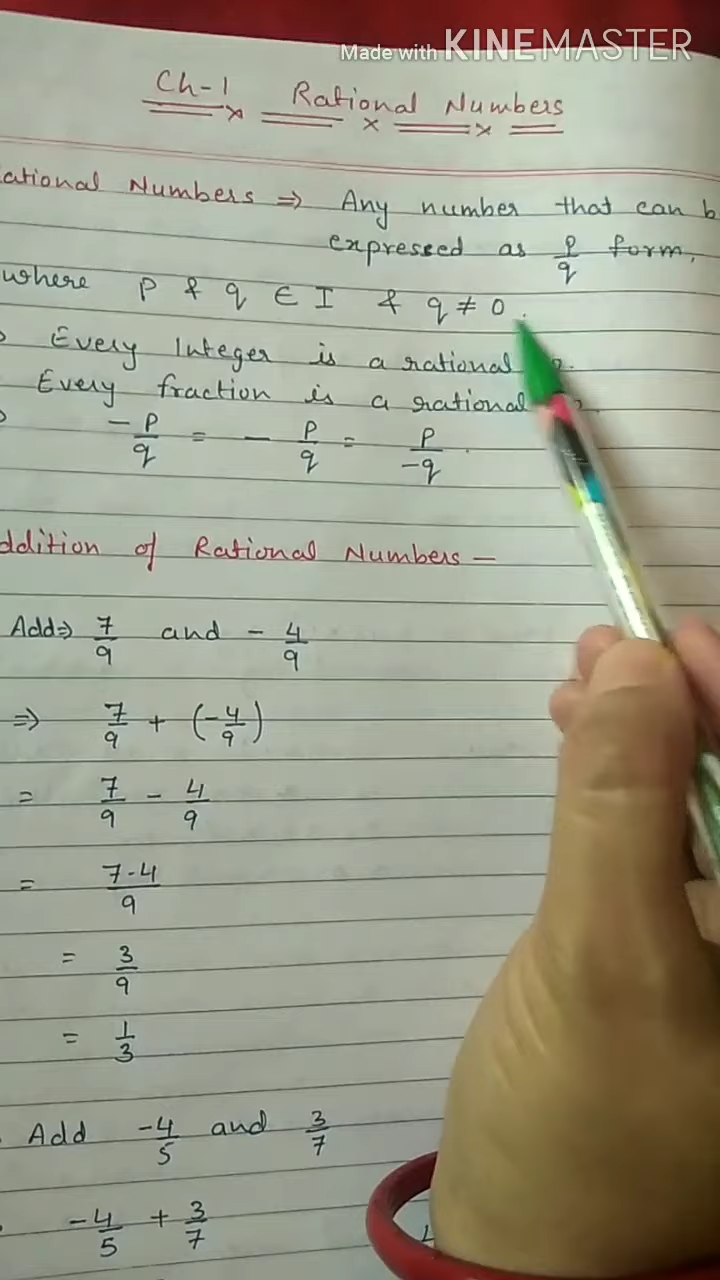 Made with KINEMASTER
Ch-1 Rational Numbers
ational Numbers ⇒ Any number that can b
expressed as p/q form,
where p & q ∈ I & q ≠ 0.
Every Integer is a rational
Every fraction is a rational
-p/q = - p/q = p/-q.
ddition of Rational Numbers -
Add⇒ 7/9 and - 4/9
⇒ 7/9 + (-4/9)
= 7/9 - 4/9
= 7-4/9
= 3/9
= 1/3
Add -4/5 and 3/7
-4/5 + 3/7